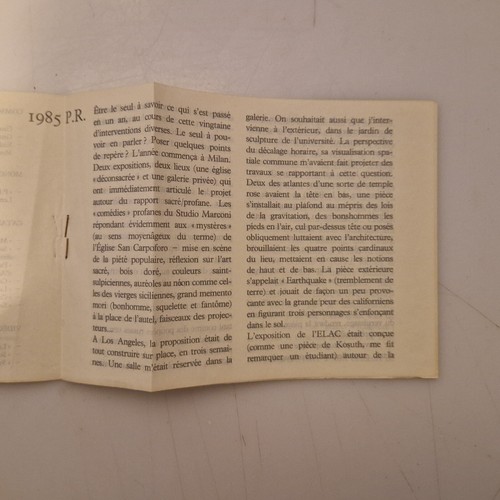 1985 P.R.
Être le seul à savoir ce qui s'est passé
en un an, au cours de cette vingtaine
d'interventions diverses. Le seul à pou-
voir en parler ? Poser quelques points
de repère ? L'année commença à Milan.
Deux expositions, deux lieux (une église
« déconsacrée » et une galerie privée) qui
ont immédiatement articulé le projet
autour du rapport sacré/profane. Les
« comédies » profanes du Studio Marconi
répondant évidemment aux « mystères »
(au sens moyenâgeux du terme) de
l'Église San Carpoforo — mise en scène
de la piété populaire, réflexion sur l'art
sacré, bois doré, couleurs saint-
sulpiciennes, auréoles au néon comme cel-
les des vierges siciliennes, grand memento
mori (bonhomme, squelette et fantôme)
à la place de l'autel, faisceaux des projec-
teurs...
A Los Angeles, la proposition était de
tout construire sur place, en trois semai-
nes. Une salle m'était réservée dans la
galerie. On souhaitait aussi que j'inter-
vienne à l'extérieur, dans le jardin de
sculpture de l'université. La perspective
du décalage horaire, sa visualisation spa-
tiale commune m'avaient fait projeter des
travaux se rapportant à cette question.
Deux des atlantes d'une sorte de temple
rose avaient la tête en bas, une pièce
s'installait au plafond au mépris des lois
de la gravitation, des bonshommes les
pieds en l'air, cul par-dessus tête ou posés
obliquement luttaient avec l'architecture,
brouillaient les quatre points cardinaux
du lieu, mettaient en cause les notions
de haut et de bas. La pièce extérieure
s'appelait « Earthquake » (tremblement de
terre) et jouait de façon un peu provo-
cante avec la grande peur des californiens
en figurant trois personnages s'enfonçant
dans le sol.
L'exposition de l'ELAC était conçue
(comme une pièce de Kosuth, me fit
remarquer un étudiant) autour de la